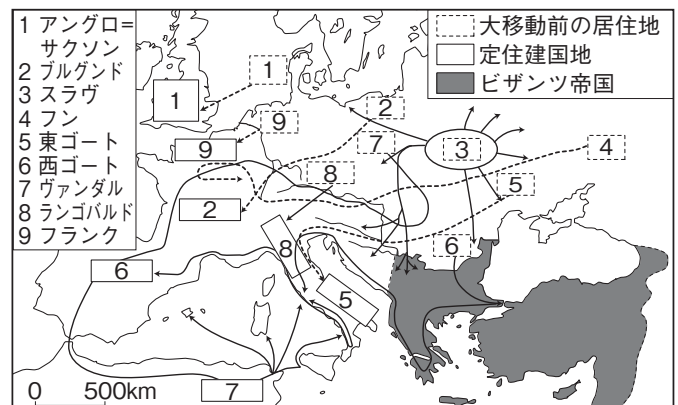 1 アングロ=
サクソン
2 ブルグンド
3 スラヴ
4 フン
5 東ゴート
6 西ゴート
7 ヴァンダル
8 ランゴバルド
9 フランク
大移動前の居住地
定住建国地
ビザンツ帝国
1
1
2
9
3
4
7
9
8
5
2
6
8
6
5
7
0 500km